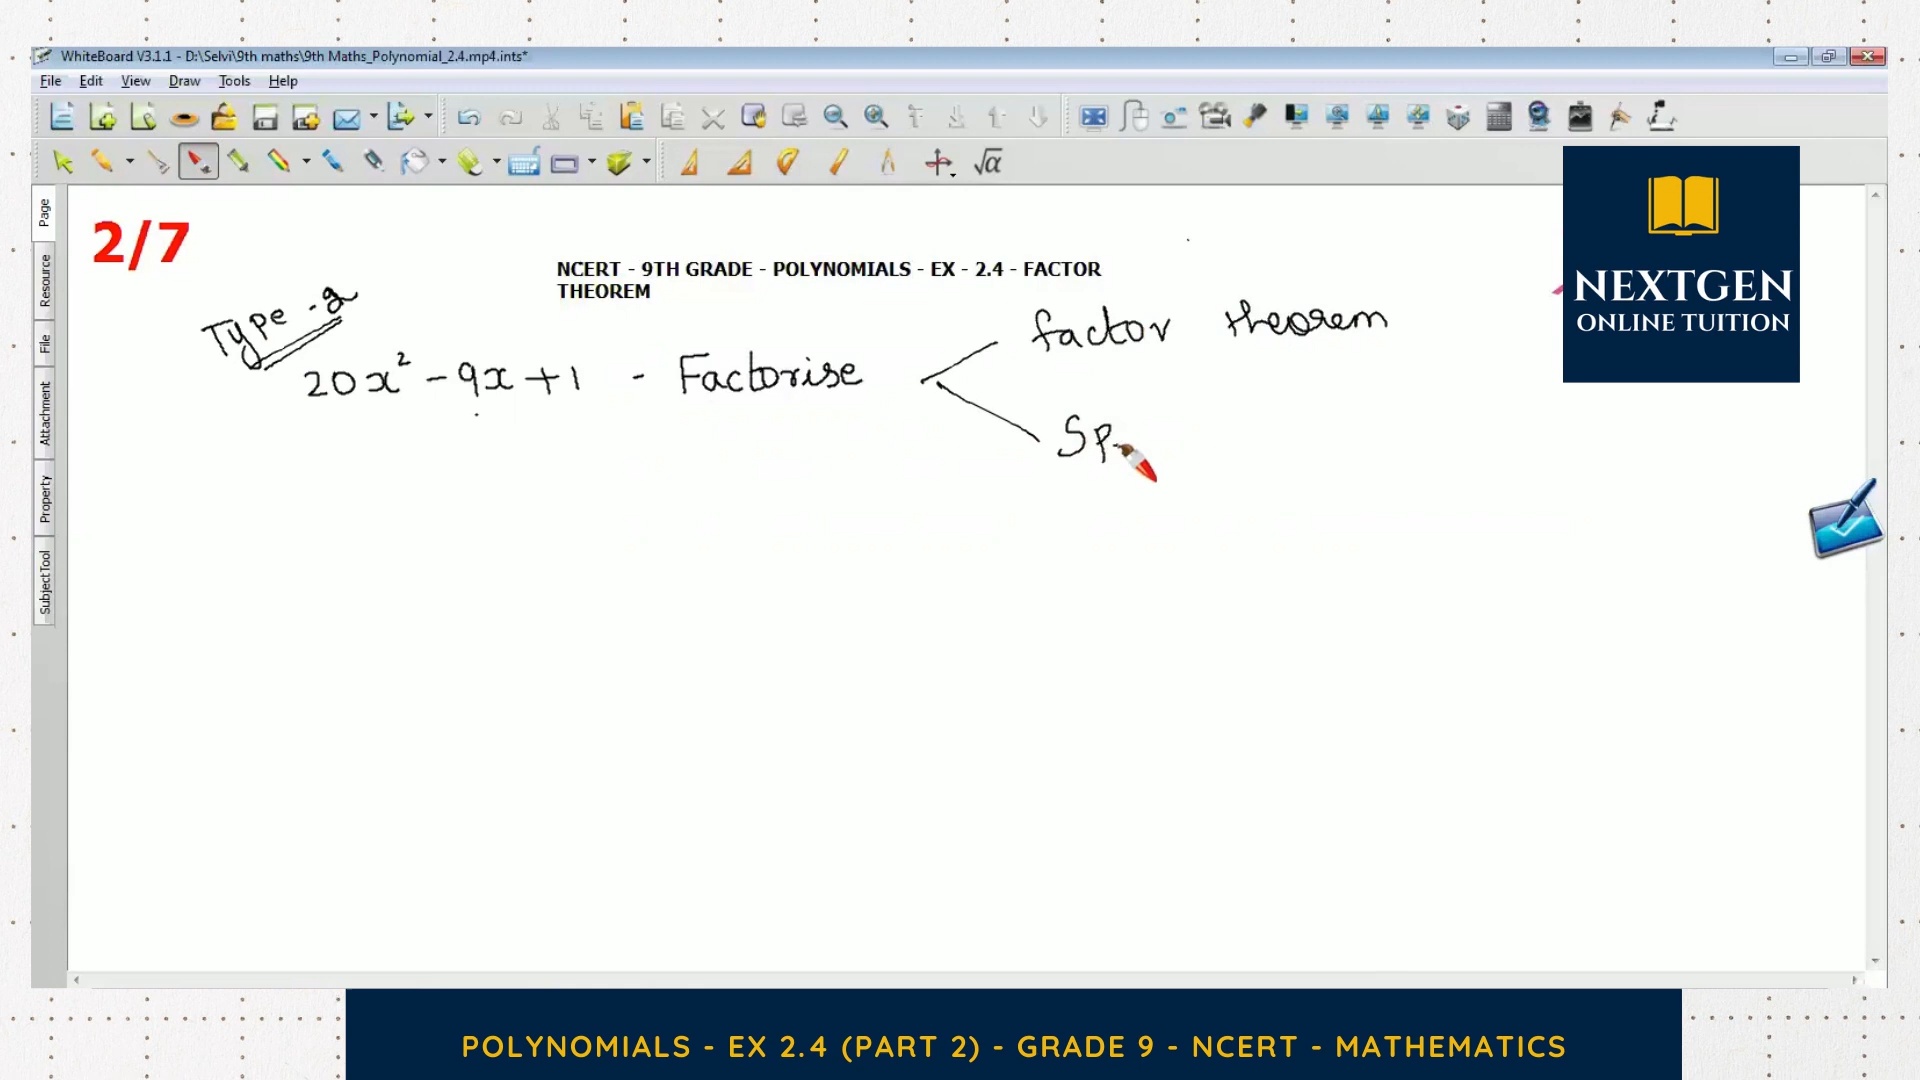 WhiteBoard V3.1.1 - D:\Selvi\9th maths\9th Maths_Polynomial_2.4.mp4.ints*
File Edit View Draw Tools Help
√α
Page
Resource
File
Attachment
Property
SubjectTool
2/7
NCERT - 9TH GRADE - POLYNOMIALS - EX - 2.4 - FACTOR
THEOREM
NEXTGEN
ONLINE TUITION
Type - 2
factor theorem
20x² - 9x + 1 - Factorise
Sp
POLYNOMIALS - EX 2.4 (PART 2) - GRADE 9 - NCERT - MATHEMATICS